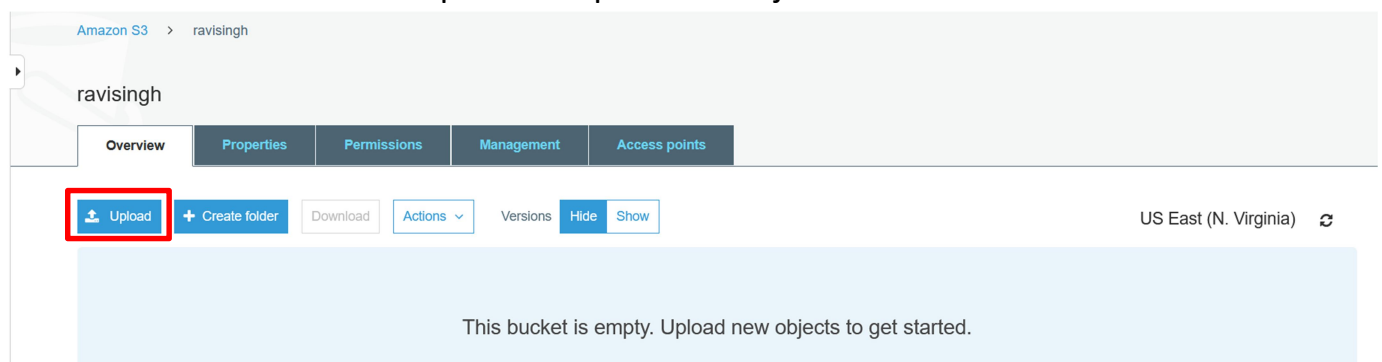 Amazon S3 > ravisingh
ravisingh
Overview Properties Permissions Management Access points
Upload + Create folder Download Actions Versions Hide Show US East (N. Virginia)
This bucket is empty. Upload new objects to get started.